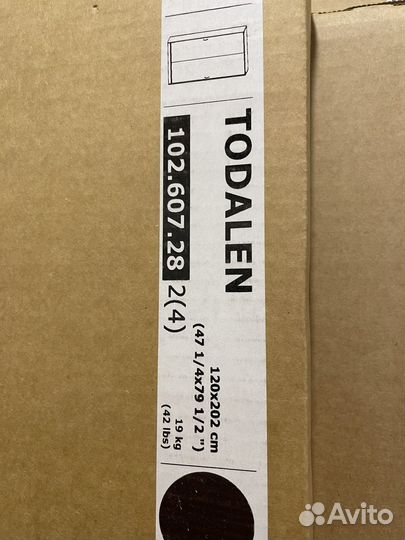 TODALEN
102.607.28 2(4)
120x202 cm
(47 1/4x79 1/2 ")
19 kg
(42 lbs)
Avito